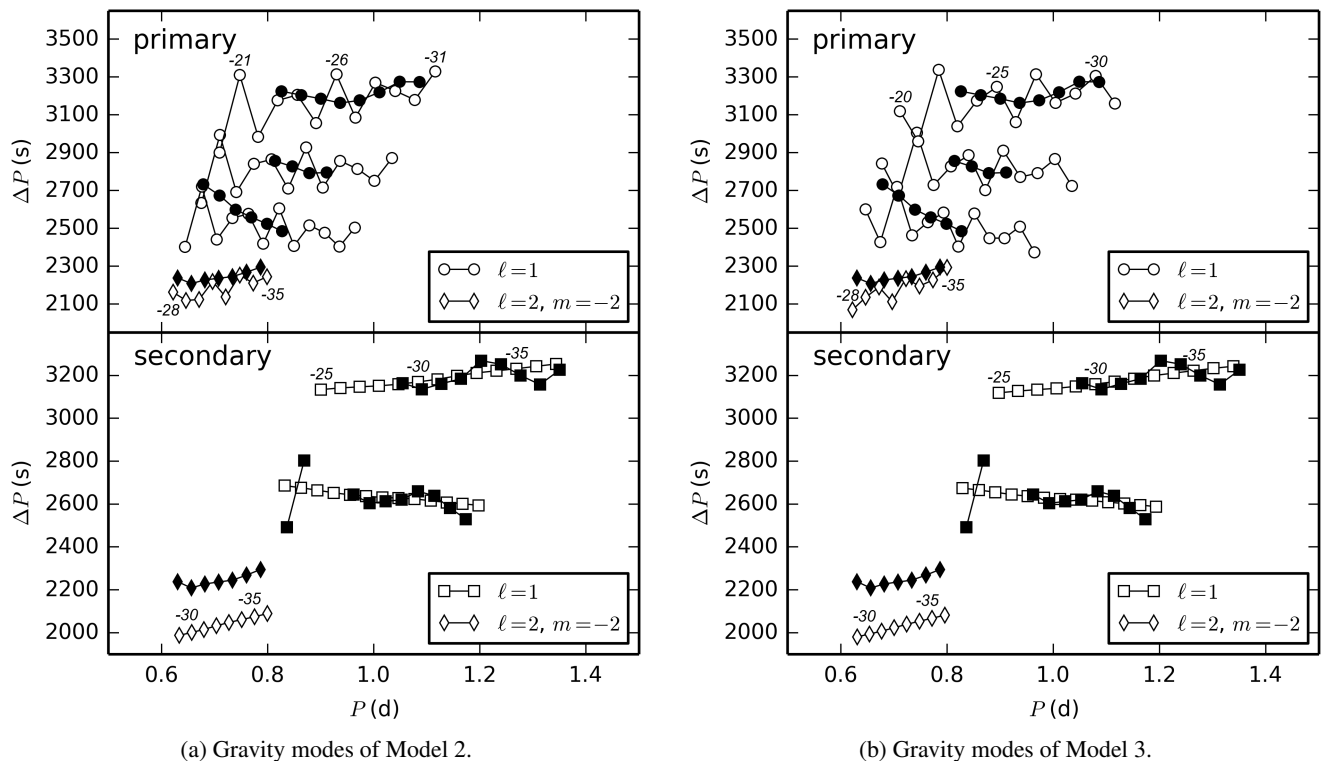 primary
3500
3300
3100
2900
2700
2500
2300
2100
ΔP (s)
-21
-26
-31
-28
-35
ℓ=1
ℓ=2, m=−2
secondary
3200
3000
2800
2600
2400
2200
2000
ΔP (s)
-25
-30
-35
-30
-35
ℓ=1
ℓ=2, m=−2
0.6 0.8 1.0 1.2 1.4
P (d)
(a) Gravity modes of Model 2.
primary
3500
3300
3100
2900
2700
2500
2300
2100
ΔP (s)
-20
-25
-30
-28
-35
ℓ=1
ℓ=2, m=−2
secondary
3200
3000
2800
2600
2400
2200
2000
ΔP (s)
-25
-30
-35
-30
-35
ℓ=1
ℓ=2, m=−2
0.6 0.8 1.0 1.2 1.4
P (d)
(b) Gravity modes of Model 3.